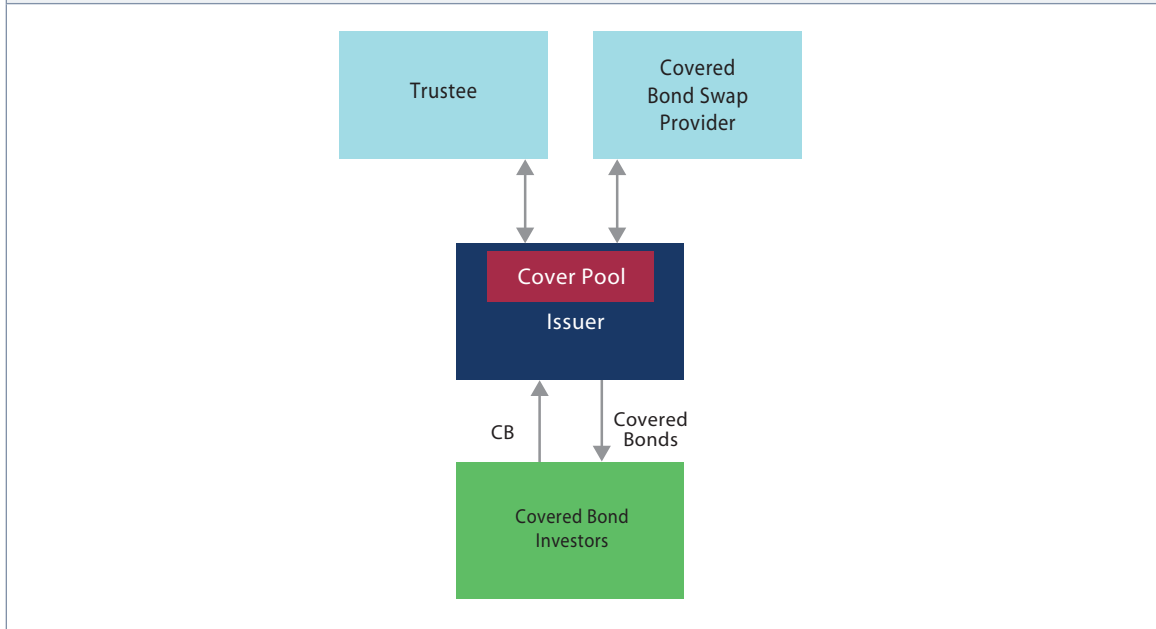 Trustee
Covered
Bond Swap
Provider
Cover Pool
Issuer
CB
Covered
Bonds
Covered Bond
Investors